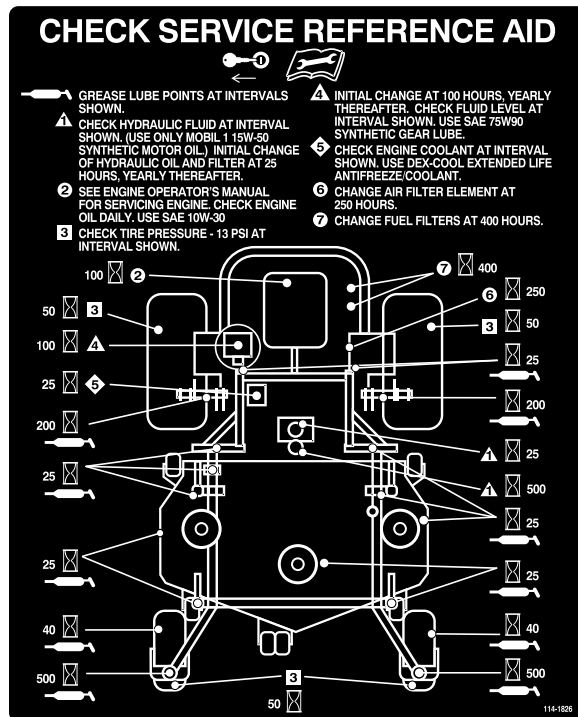 CHECK SERVICE REFERENCE AID
GREASE LUBE POINTS AT INTERVALS
SHOWN.
1 CHECK HYDRAULIC FLUID AT INTERVAL
SHOWN. (USE ONLY MOBIL 1 15W-50
SYNTHETIC MOTOR OIL.) INITIAL CHANGE
OF HYDRAULIC OIL AND FILTER AT 25
HOURS, YEARLY THEREAFTER.
2 SEE ENGINE OPERATOR'S MANUAL
FOR SERVICING ENGINE. CHECK ENGINE
OIL DAILY. USE SAE 10W-30
3 CHECK TIRE PRESSURE - 13 PSI AT
INTERVAL SHOWN.
4 INITIAL CHANGE AT 100 HOURS, YEARLY
THEREAFTER. CHECK FLUID LEVEL AT
INTERVAL SHOWN. USE SAE 75W90
SYNTHETIC GEAR LUBE.
5 CHECK ENGINE COOLANT AT INTERVAL
SHOWN. USE DEX-COOL EXTENDED LIFE
ANTIFREEZE/COOLANT.
6 CHANGE AIR FILTER ELEMENT AT
250 HOURS.
7 CHANGE FUEL FILTERS AT 400 HOURS.
100 2
7 400
6 250
50 3
3 50
100 4
25
25 5
200
200
1 25
25
1 500
25
25
25
40
40
500
500
3
50
114-1826